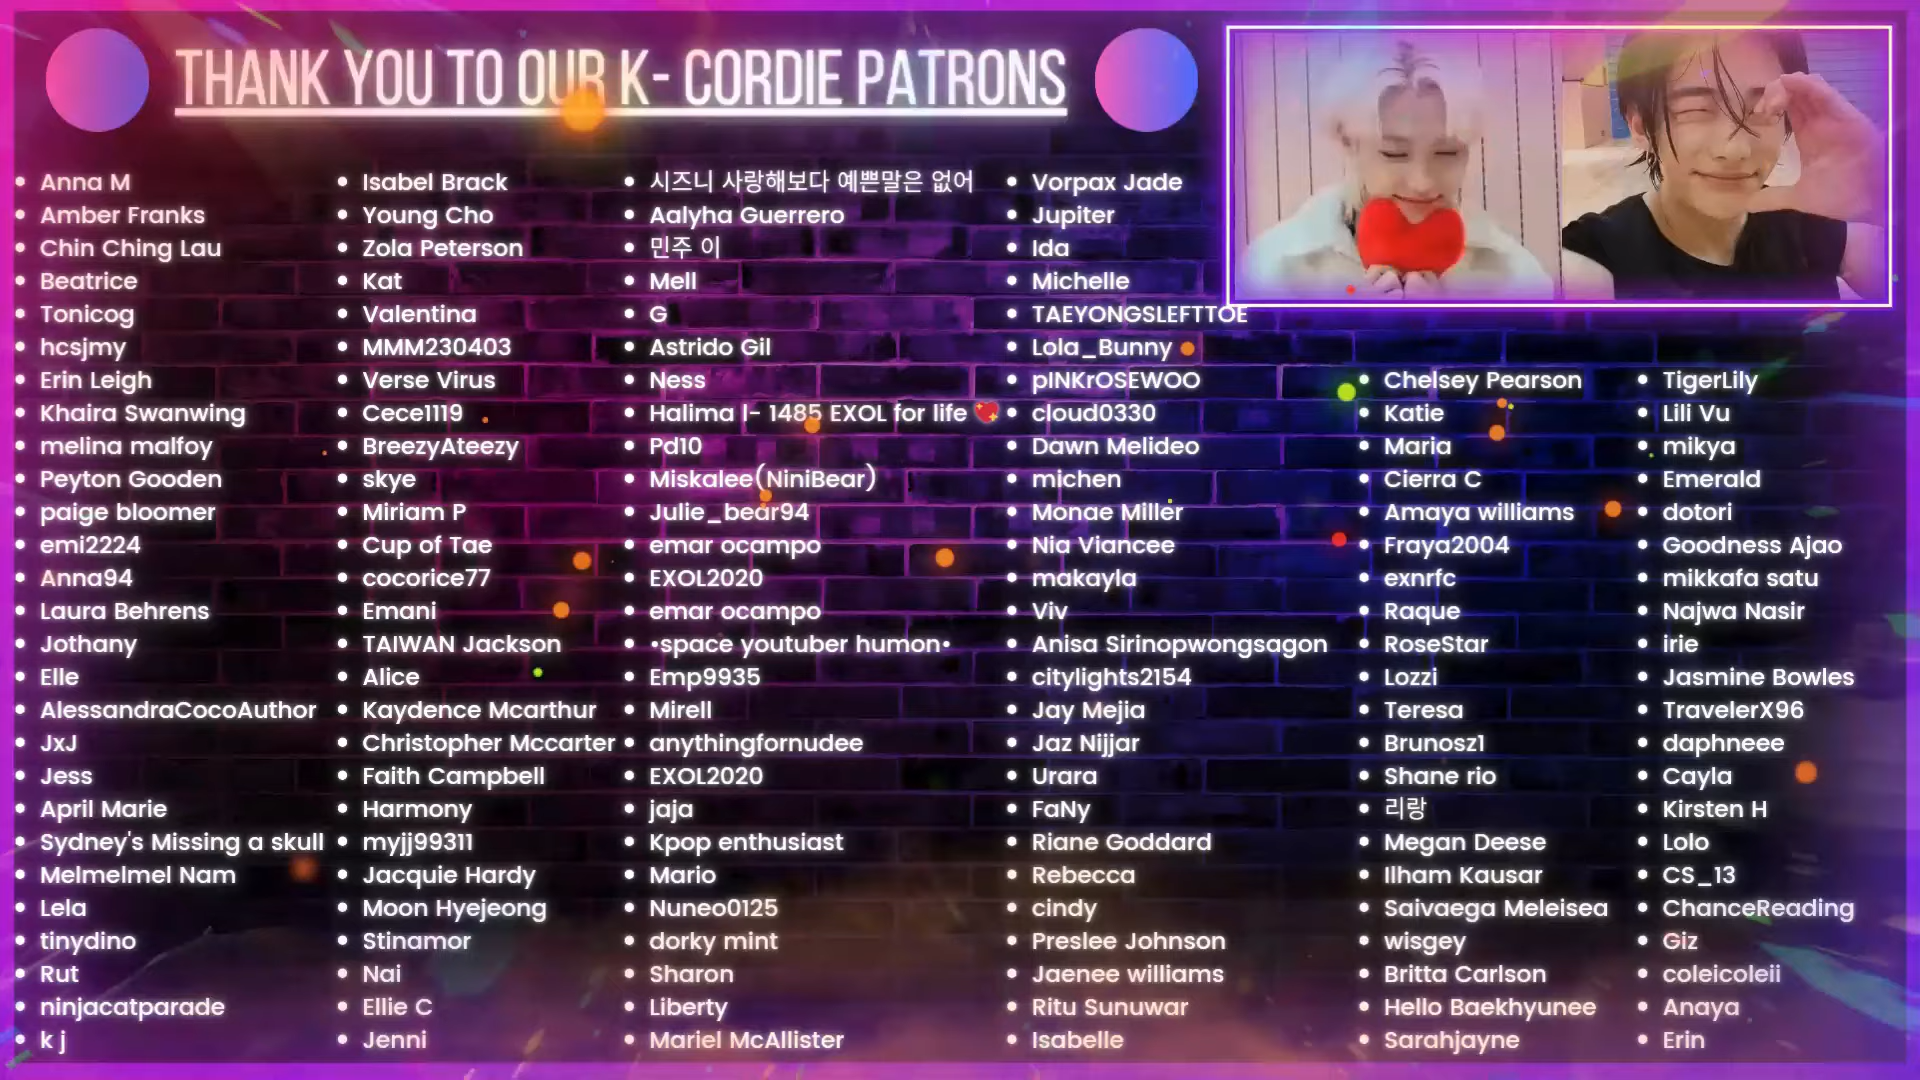 THANK YOU TO OUR K- CORDIE PATRONS
Anna M
Amber Franks
Chin Ching Lau
Beatrice
Tonicog
hcsjmy
Erin Leigh
Khaira Swanwing
melina malfoy
Peyton Gooden
paige bloomer
emi2224
Anna94
Laura Behrens
Jothany
Elle
AlessandraCocoAuthor
JxJ
Jess
April Marie
Sydney's Missing a skull
Melmelmel Nam
Lela
tinydino
Rut
ninjacatparade
k j
Isabel Brack
Young Cho
Zola Peterson
Kat
Valentina
MMM230403
Verse Virus
Cece1119
BreezyAteezy
skye
Miriam P
Cup of Tae
cocorice77
Emani
TAIWAN Jackson
Alice
Kaydence Mcarthur
Christopher Mccarter
Faith Campbell
Harmony
myjj99311
Jacquie Hardy
Moon Hyejeong
Stinamor
Nai
Ellie C
Jenni
시즈니 사랑해보다 예쁜말은 없어
Aalyha Guerrero
민주 이
Mell
G
Astrido Gil
Ness
Halima l- 1485 EXOL for life 💖
Pd10
Miskalee(NiniBear)
Julie_bear94
emar ocampo
EXOL2020
emar ocampo
•space youtuber humon•
Emp9935
Mirell
anythingfornudee
EXOL2020
jaja
Kpop enthusiast
Mario
Nuneo0125
dorky mint
Sharon
Liberty
Mariel McAllister
Vorpax Jade
Jupiter
Ida
Michelle
TAEYONGSLEFTTOE
Lola_Bunny
pINKrOSEWOO
cloud0330
Dawn Melideo
michen
Monae Miller
Nia Viancee
makayla
Viv
Anisa Sirinopwongsagon
citylights2154
Jay Mejia
Jaz Nijjar
Urara
FaNy
Riane Goddard
Rebecca
cindy
Preslee Johnson
Jaenee williams
Ritu Sunuwar
Isabelle
Chelsey Pearson
Katie
Maria
Cierra C
Amaya williams
Fraya2004
exnrfc
Raque
RoseStar
Lozzi
Teresa
Brunosz1
Shane rio
리랑
Megan Deese
Ilham Kausar
Saivaega Meleisea
wisgey
Britta Carlson
Hello Baekhyunee
Sarahjayne
TigerLily
Lili Vu
mikya
Emerald
dotori
Goodness Ajao
mikkafa satu
Najwa Nasir
irie
Jasmine Bowles
TravelerX96
daphneee
Cayla
Kirsten H
Lolo
CS_13
ChanceReading
Giz
coleicoleii
Anaya
Erin